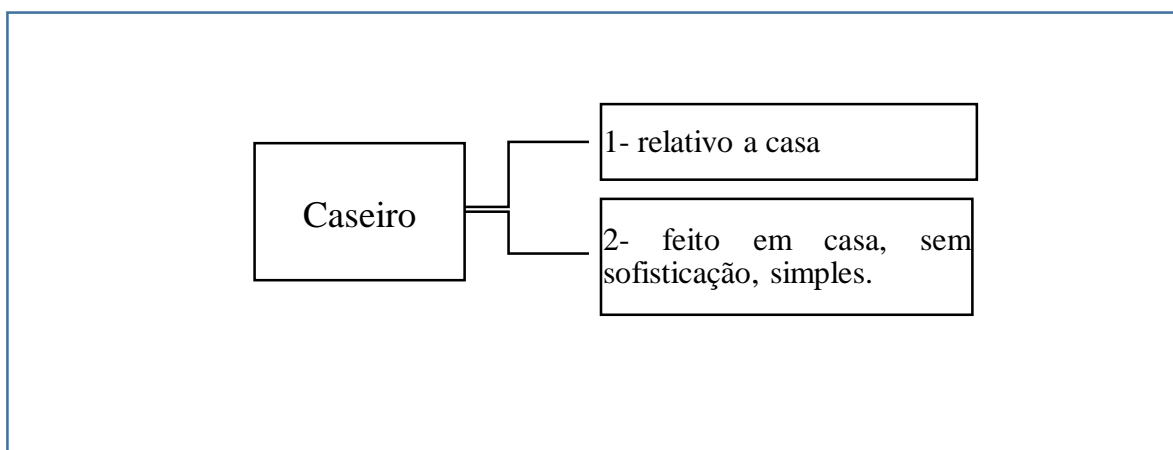 Caseiro
1- relativo a casa
2- feito em casa, sem
sofisticação, simples.